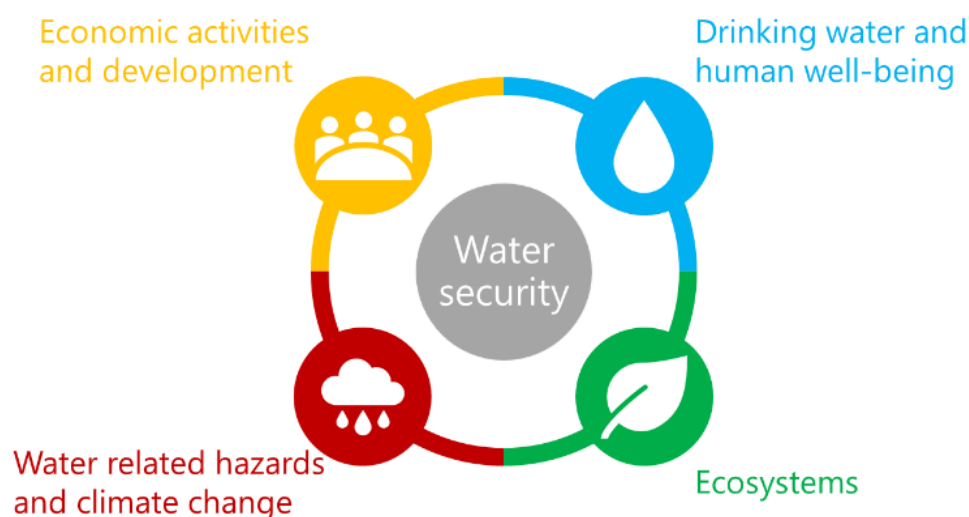 Economic activities
and development
Drinking water and
human well-being
Water
security
Water related hazards
and climate change
Ecosystems